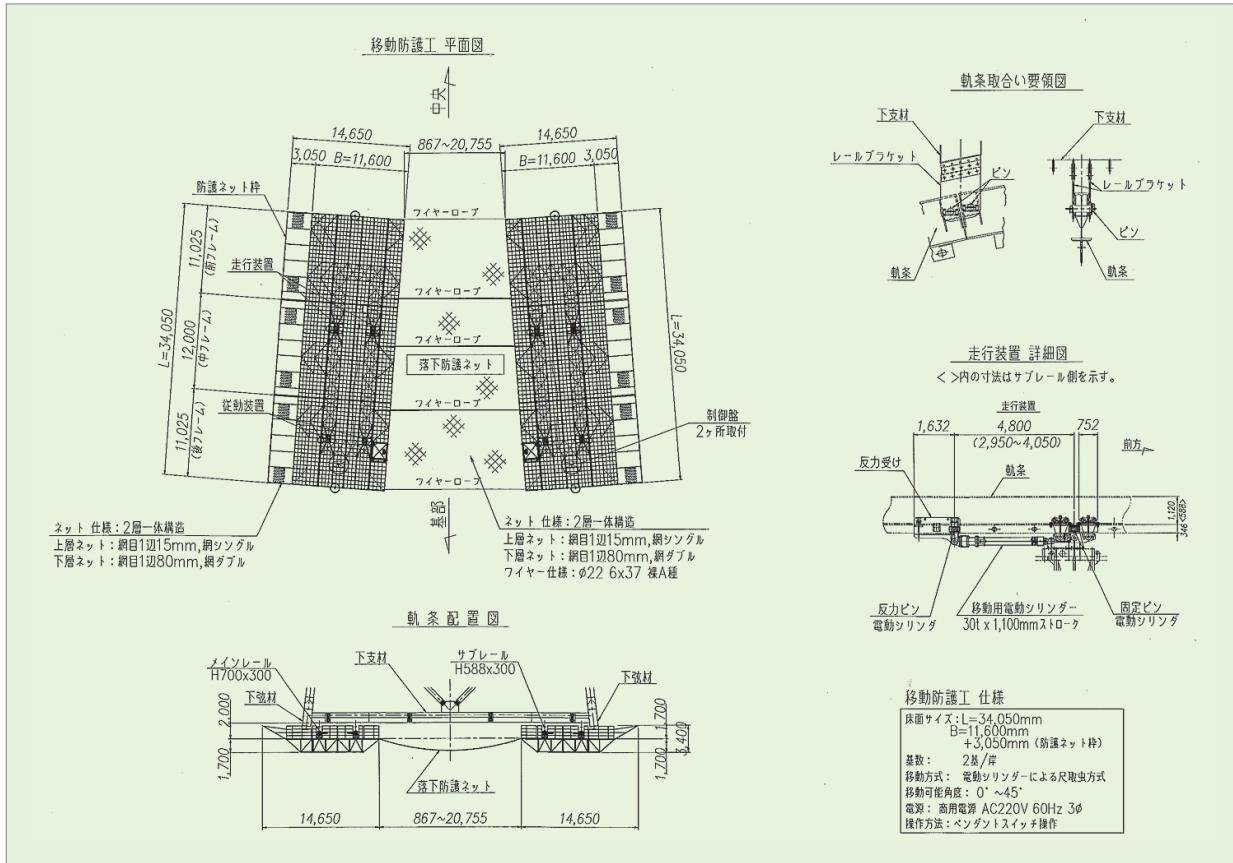 移動防護工 平面図
中央
14,650
867~20,755
14,650
3,050
B=11,600
B=11,600
3,050
防護ネット枠
ワイヤーロープ
11,025
(前フレーム)
走行装置
ワイヤーロープ
L=34,050
12,000
(中フレーム)
ワイヤーロープ
L=34,050
落下防護ネット
従動装置
ワイヤーロープ
制御盤
2ヶ所取付
11,025
(後フレーム)
ワイヤーロープ
基部
ネット 仕様：2層一体構造
上層ネット：網目1辺15mm,網シングル
下層ネット：網目1辺80mm,網ダブル
ネット 仕様：2層一体構造
上層ネット：網目1辺15mm,網シングル
下層ネット：網目1辺80mm,網ダブル
ワイヤー仕様：φ22 6x37 裸A種
軌条配置図
メインレール
H700x300
下支材
サブレール
H588x300
下弦材
下弦材
2,000
1,700
1,700
3,400
1,700
落下防護ネット
14,650
867~20,755
14,650
軌条取合い要領図
下支材
下支材
レールブラケット
ピン
レールブラケット
ピン
軌条
軌条
走行装置 詳細図
< >内の寸法はサブレール側を示す。
走行装置
1,632
4,800
752
(2,950~4,050)
前方
反力受け
軌条
1,120
346<588>
反力ピン
電動シリンダ
移動用電動シリンダー
30t x 1,100mmストローク
固定ピン
電動シリンダ
移動防護工 仕様
床面サイズ：L=34,050mm
B=11,600mm
+3,050mm (防護ネット枠)
基数： 2基/岸
移動方式： 電動シリンダーによる尺取虫方式
移動可能角度： 0° ~45°
電源： 商用電源 AC220V 60Hz 3φ
操作方法：ペンダントスイッチ操作